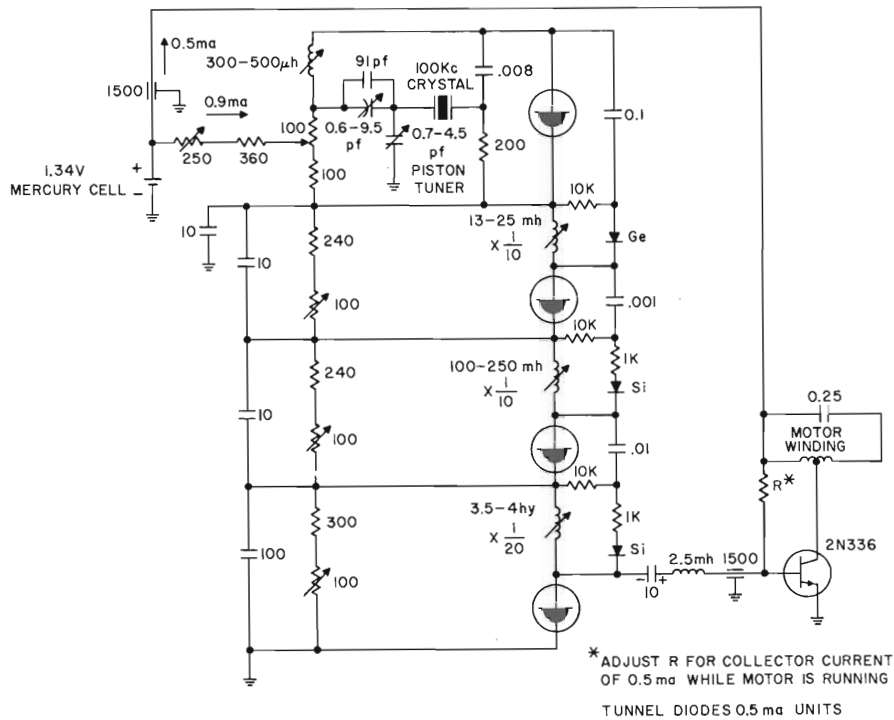 0.5ma
1500
0.9ma
250
360
1.34V
MERCURY CELL
+
−
300-500μh
100
100
91pf
0.6-9.5
pf
100Kc
CRYSTAL
0.7-4.5
pf
PISTON
TUNER
.008
200
0.1
10K
13-25 mh
X 1/10
Ge
10
10
240
100
.001
10K
1K
Si
100-250 mh
X 1/10
10
240
100
.01
10K
1K
Si
3.5-4hy
X 1/20
100
300
100
− +
10
2.5mh
1500
R*
0.25
MOTOR
WINDING
2N336
*ADJUST R FOR COLLECTOR CURRENT
OF 0.5 ma WHILE MOTOR IS RUNNING
TUNNEL DIODES 0.5 ma UNITS